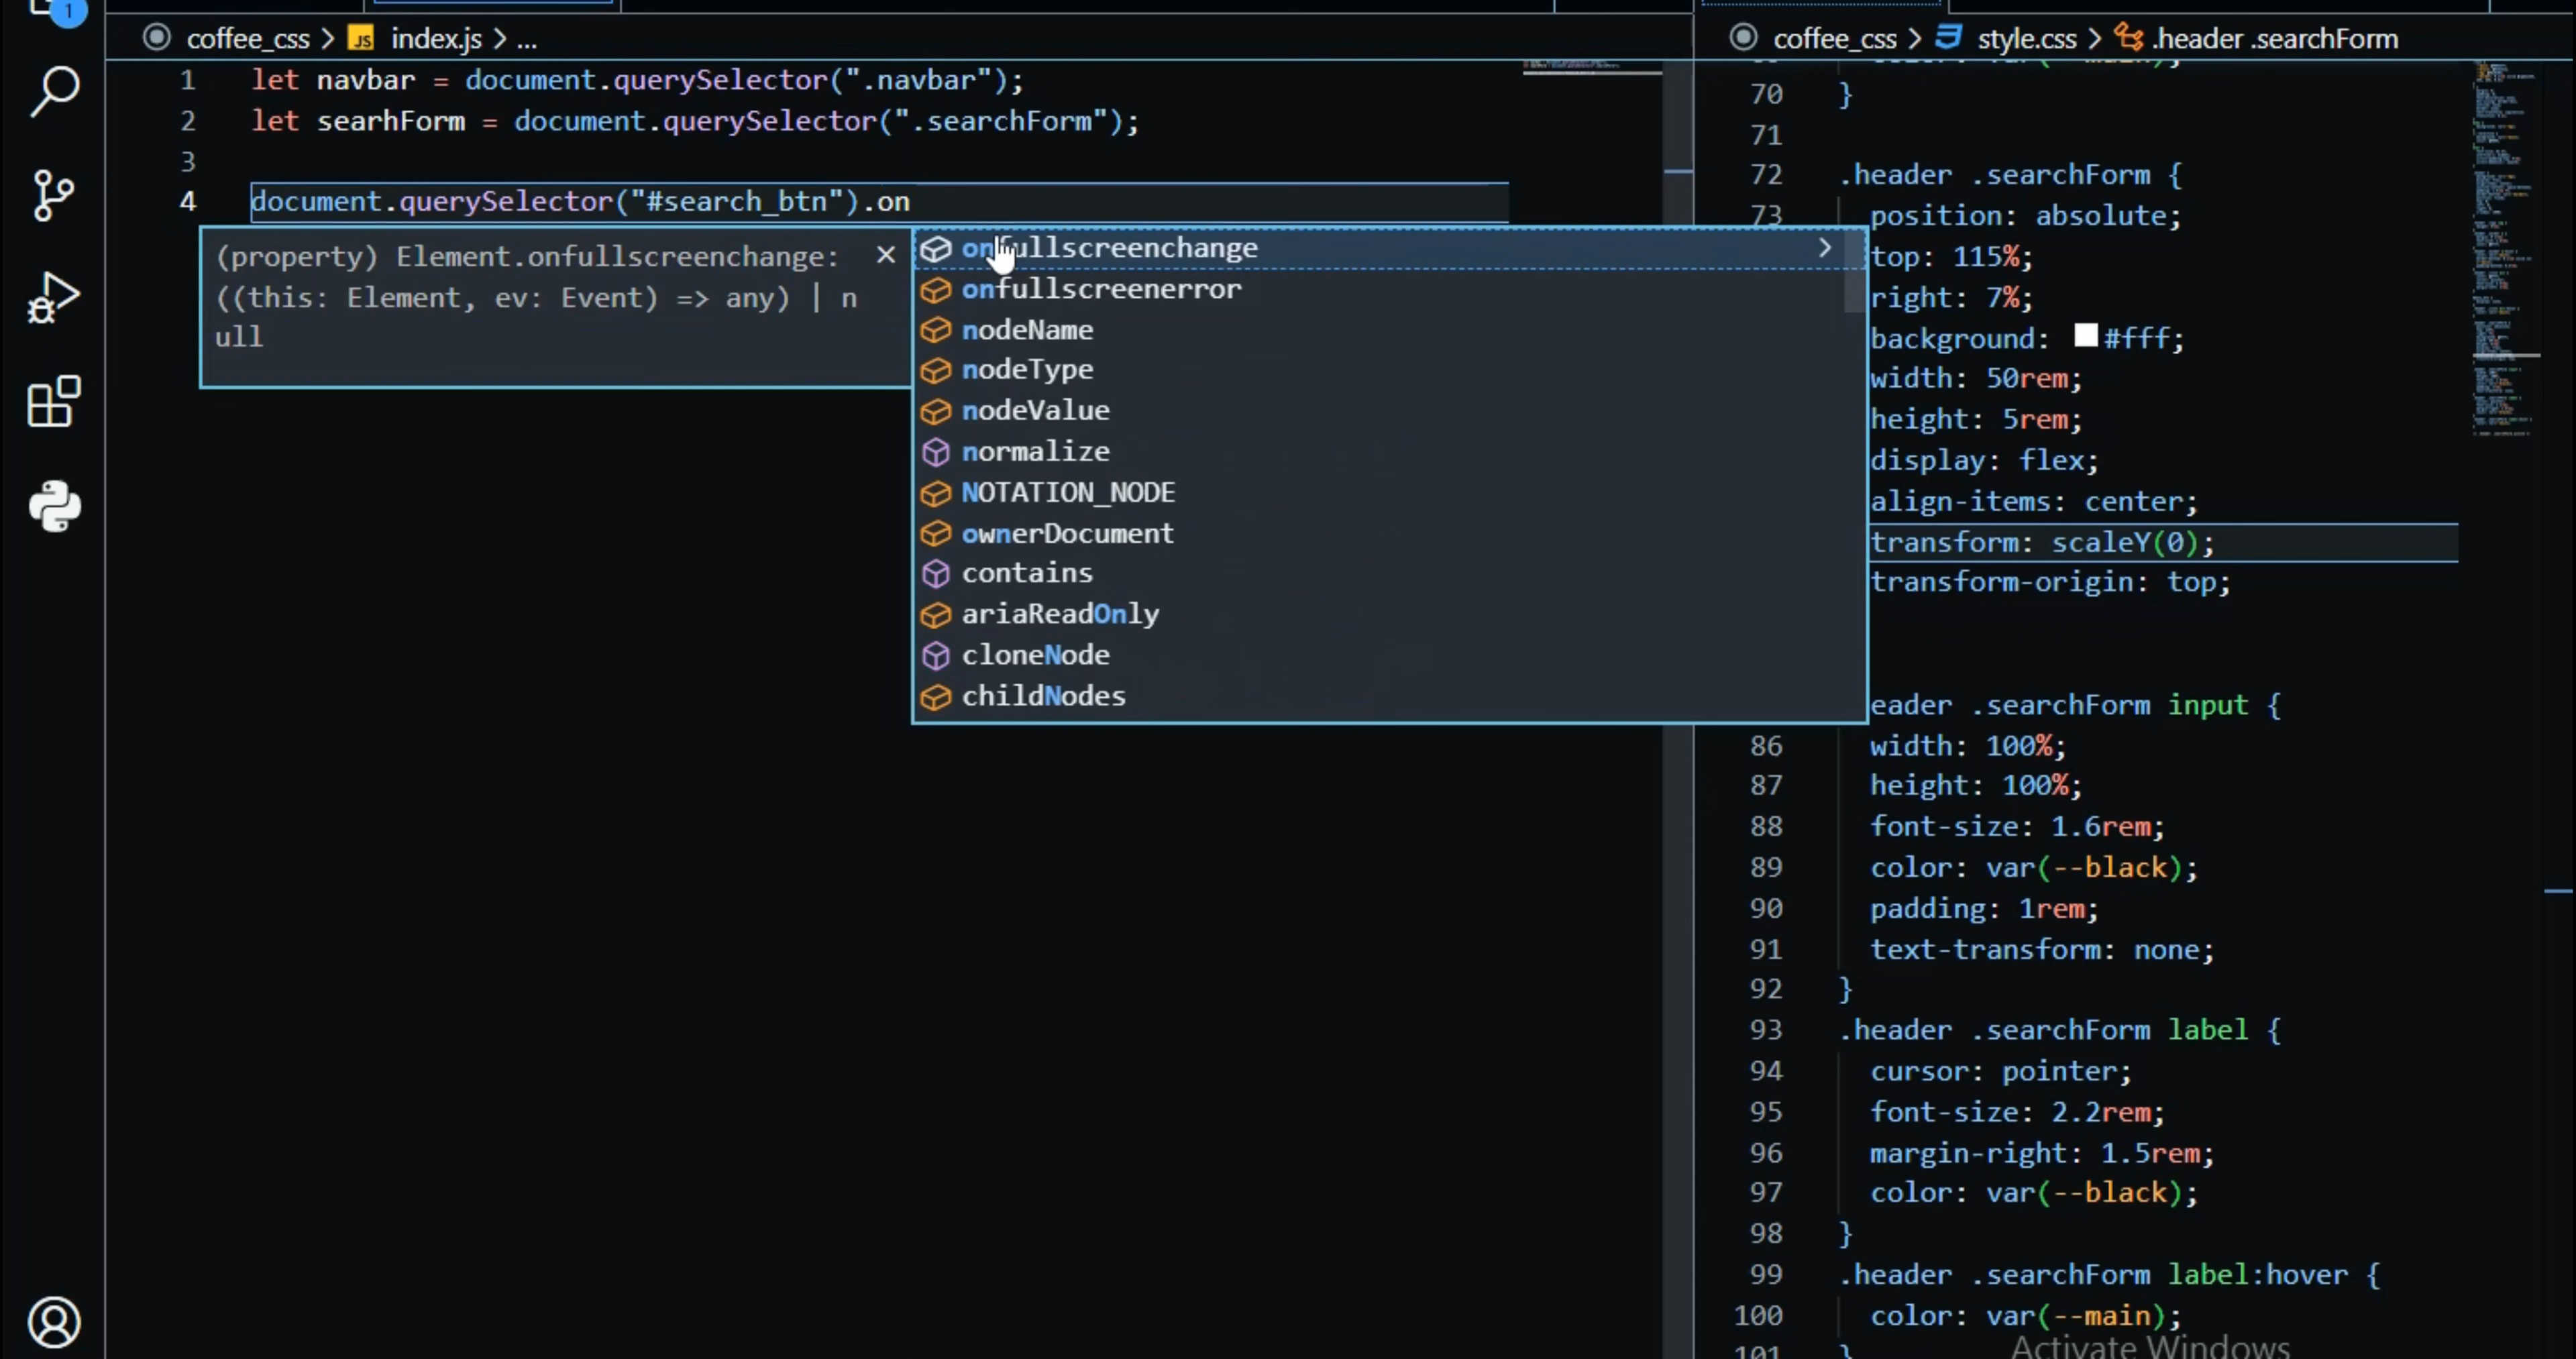 1
coffee_css > JS index.js > ...
1 let navbar = document.querySelector(".navbar");
2 let searhForm = document.querySelector(".searchForm");
3
4 document.querySelector("#search_btn").on
(property) Element.onfullscreenchange:
((this: Element, ev: Event) => any) | n
ull
onfullscreenchange
onfullscreenerror
nodeName
nodeType
nodeValue
normalize
NOTATION_NODE
ownerDocument
contains
ariaReadOnly
cloneNode
childNodes
coffee_css > style.css > .header .searchForm
70 }
71
72 .header .searchForm {
73 position: absolute;
top: 115%;
right: 7%;
background: #fff;
width: 50rem;
height: 5rem;
display: flex;
align-items: center;
transform: scaleY(0);
transform-origin: top;
eader .searchForm input {
86 width: 100%;
87 height: 100%;
88 font-size: 1.6rem;
89 color: var(--black);
90 padding: 1rem;
91 text-transform: none;
92 }
93 .header .searchForm label {
94 cursor: pointer;
95 font-size: 2.2rem;
96 margin-right: 1.5rem;
97 color: var(--black);
98 }
99 .header .searchForm label:hover {
100 color: var(--main);
101 }
Activate Windows